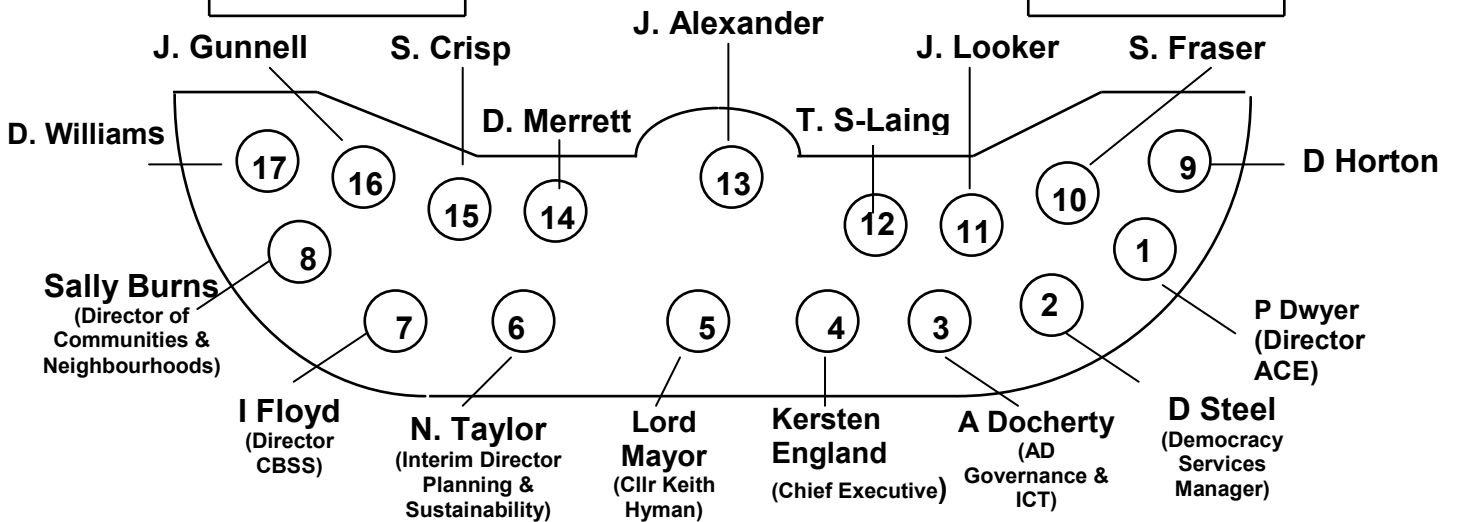 J. Alexander
J. Gunnell
S. Crisp
J. Looker
S. Fraser
D. Williams
D. Merrett
T. S-Laing
D Horton
17
16
15
14
13
12
11
10
9
8
7
6
5
4
3
2
1
Sally Burns
(Director of
Communities &
Neighbourhoods)
I Floyd
(Director
CBSS)
N. Taylor
(Interim Director
Planning &
Sustainability)
Lord
Mayor
(Cllr Keith
Hyman)
Kersten
England
(Chief Executive)
A Docherty
(AD
Governance &
ICT)
D Steel
(Democracy
Services
Manager)
P Dwyer
(Director
ACE)